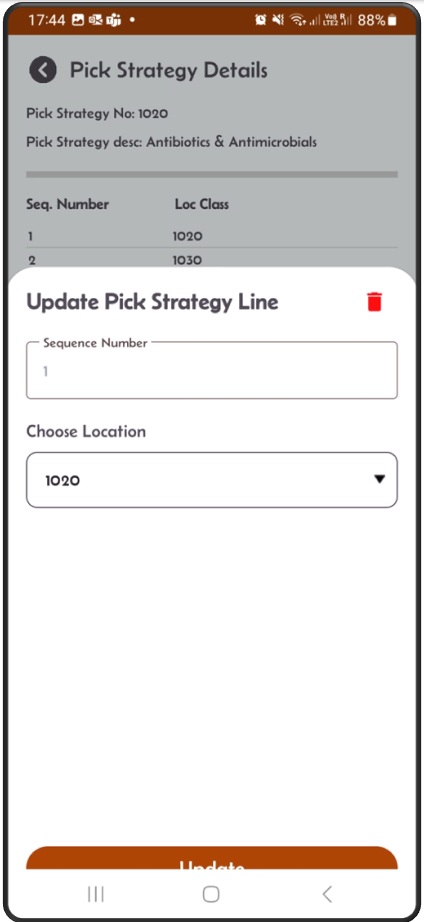 17:44 88%
Pick Strategy Details
Pick Strategy No: 1020
Pick Strategy desc: Antibiotics & Antimicrobials
Seq. Number Loc Class
1 1020
2 1030
Update Pick Strategy Line
Sequence Number
1
Choose Location
1020
Update